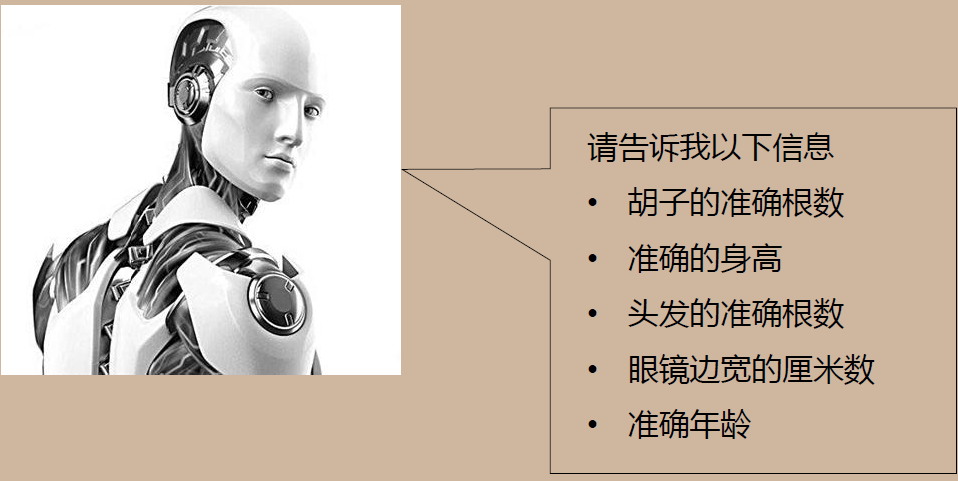 请告诉我以下信息
• 胡子的准确根数
• 准确的身高
• 头发的准确根数
• 眼镜边宽的厘米数
• 准确年龄